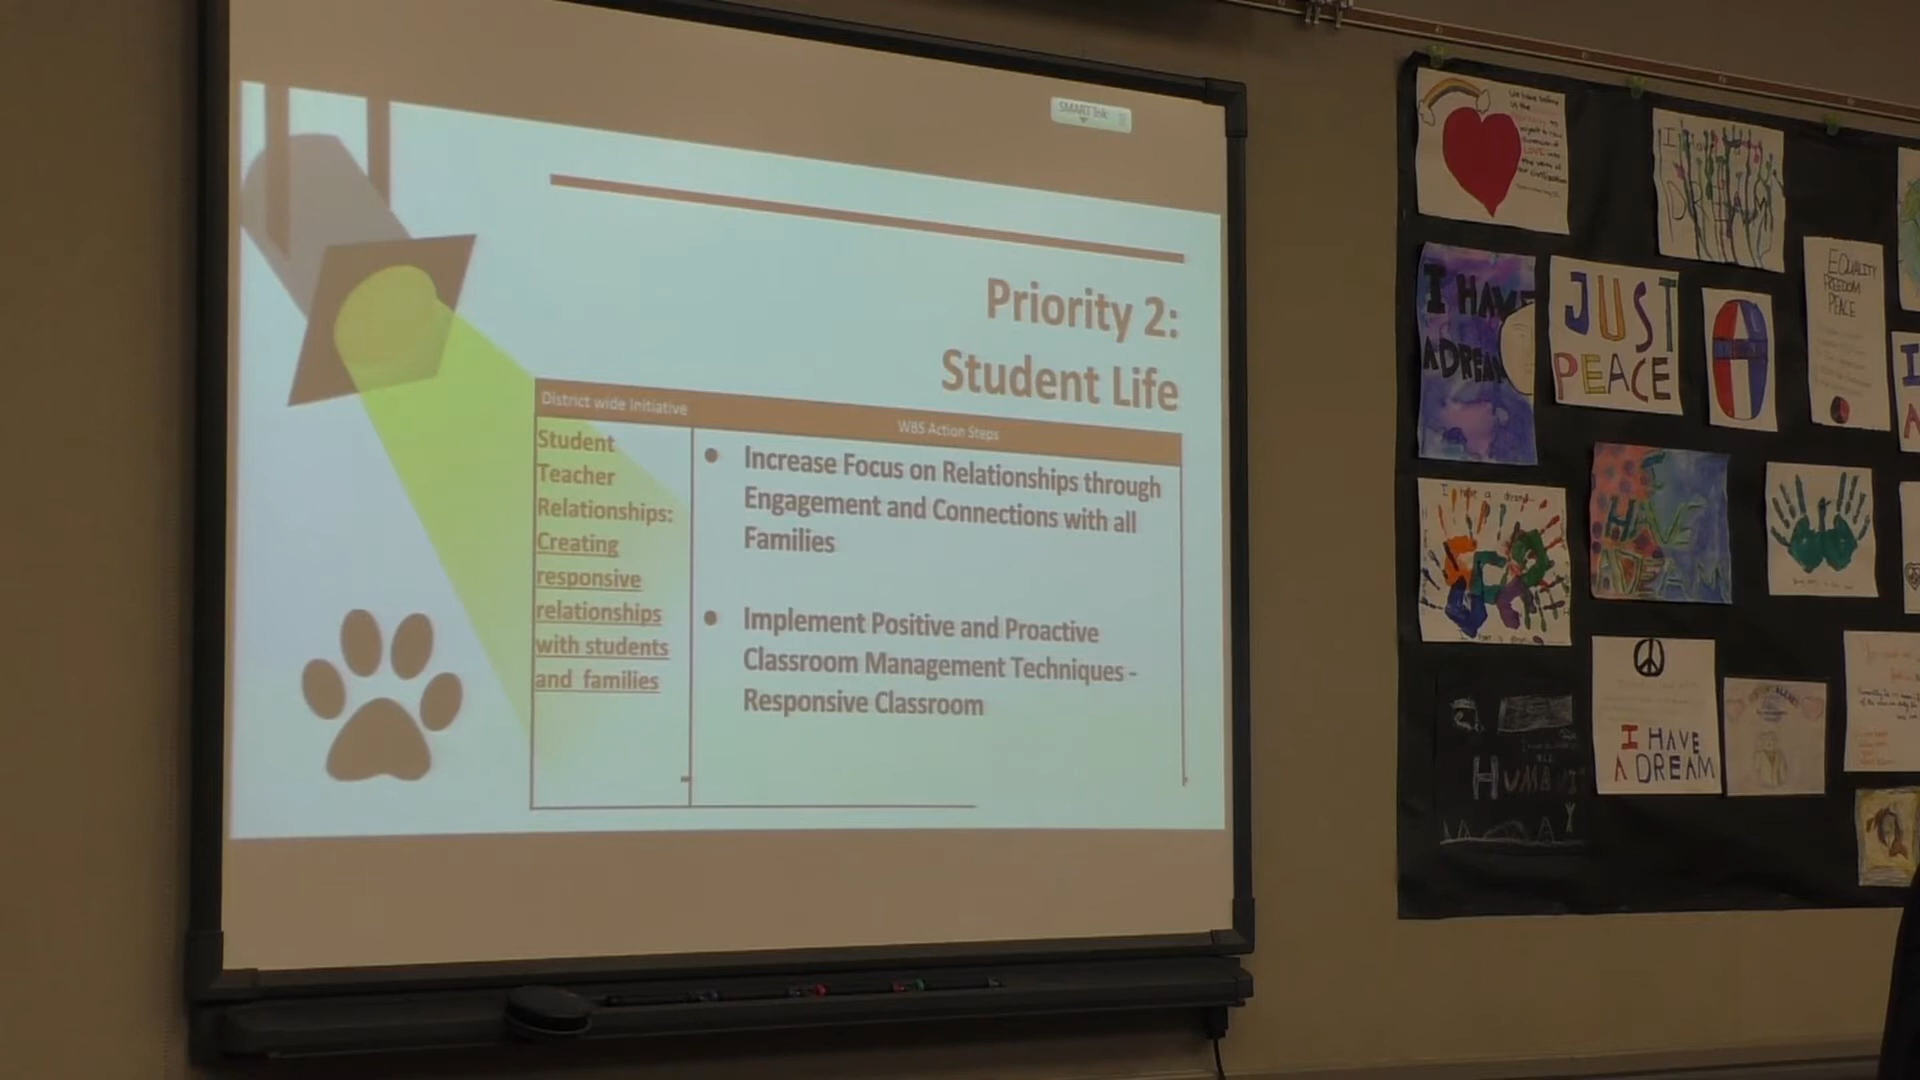 SMART Ink
Priority 2:
Student Life
District wide Initiative
WBS Action Steps
Student
Teacher
Relationships:
Creating
responsive
relationships
with students
and families
● Increase Focus on Relationships through
Engagement and Connections with all
Families
● Implement Positive and Proactive
Classroom Management Techniques -
Responsive Classroom
I HAVE
A DREAM
JUST
PEACE
EQUALITY
FREEDOM
PEACE
I have a dream
I
HAVE
A DREAM
I HAVE
A DREAM